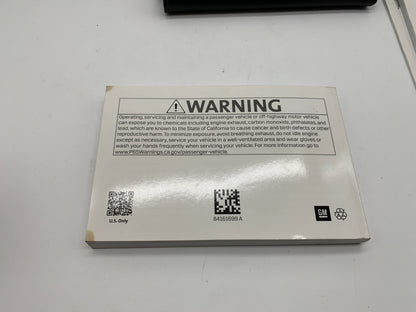 WARNING
Operating, servicing and maintaining a passenger vehicle or off-highway motor vehicle
can expose you to chemicals including engine exhaust, carbon monoxide, phthalates, and
lead, which are known to the State of California to cause cancer and birth defects or other
reproductive harm. To minimize exposure, avoid breathing exhaust, do not idle engine
except as necessary, service your vehicle in a well-ventilated area and wear gloves or
wash your hands frequently when servicing your vehicle. For more information go to
www.P65Warnings.ca.gov/passenger-vehicle.
U.S. Only
84161699 A
GM